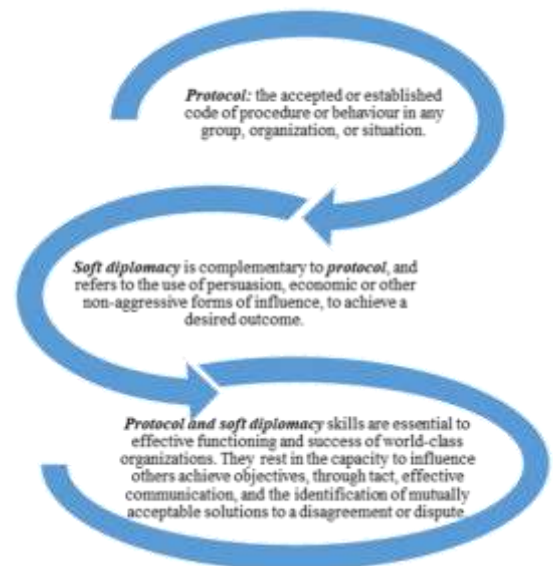 Protocol: the accepted or established
code of procedure or behaviour in any
group, organization, or situation.
Soft diplomacy is complementary to protocol, and
refers to the use of persuasion, economic or other
non-aggressive forms of influence, to achieve a
desired outcome.
Protocol and soft diplomacy skills are essential to
effective functioning and success of world-class
organizations. They rest in the capacity to influence
others achieve objectives, through tact, effective
communication, and the identification of mutually
acceptable solutions to a disagreement or dispute